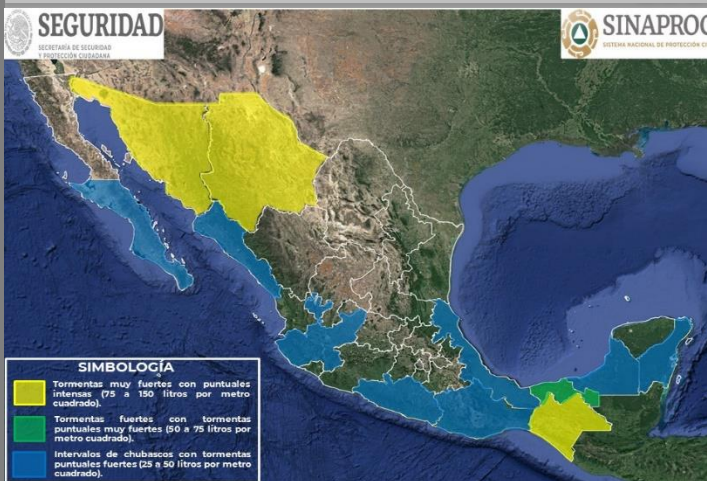 SEGURIDAD
SECRETARÍA DE SEGURIDAD
Y PROTECCIÓN CIUDADANA
SINAPROC
SISTEMA NACIONAL DE PROTECCIÓN CI
SIMBOLOGÍA
Tormentas muy fuertes con puntuales
intensas (75 a 150 litros por metro
cuadrado).
Tormentas fuertes con tormentas
puntuales muy fuertes (50 a 75 litros por
metro cuadrado).
Intervalos de chubascos con tormentas
puntuales fuertes (25 a 50 litros por metro
cuadrado).